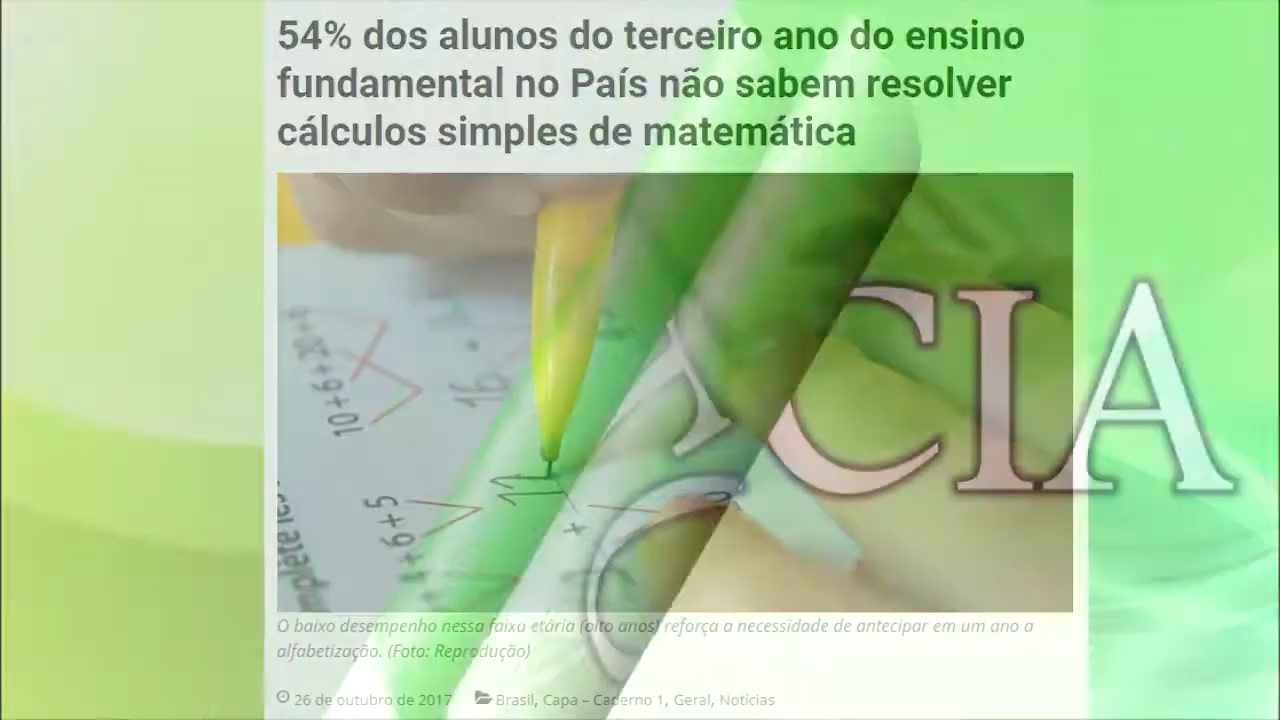 54% dos alunos do terceiro ano do ensino
fundamental no País não sabem resolver
cálculos simples de matemática
10+6+20+0
16
11
+6+5
+
CIA
O baixo desempenho nessa faixa etária (oito anos) reforça a necessidade de antecipar em um ano a
alfabetização. (Foto: Reprodução)
26 de outubro de 2017 Brasil, Capa – Caderno 1, Geral, Notícias